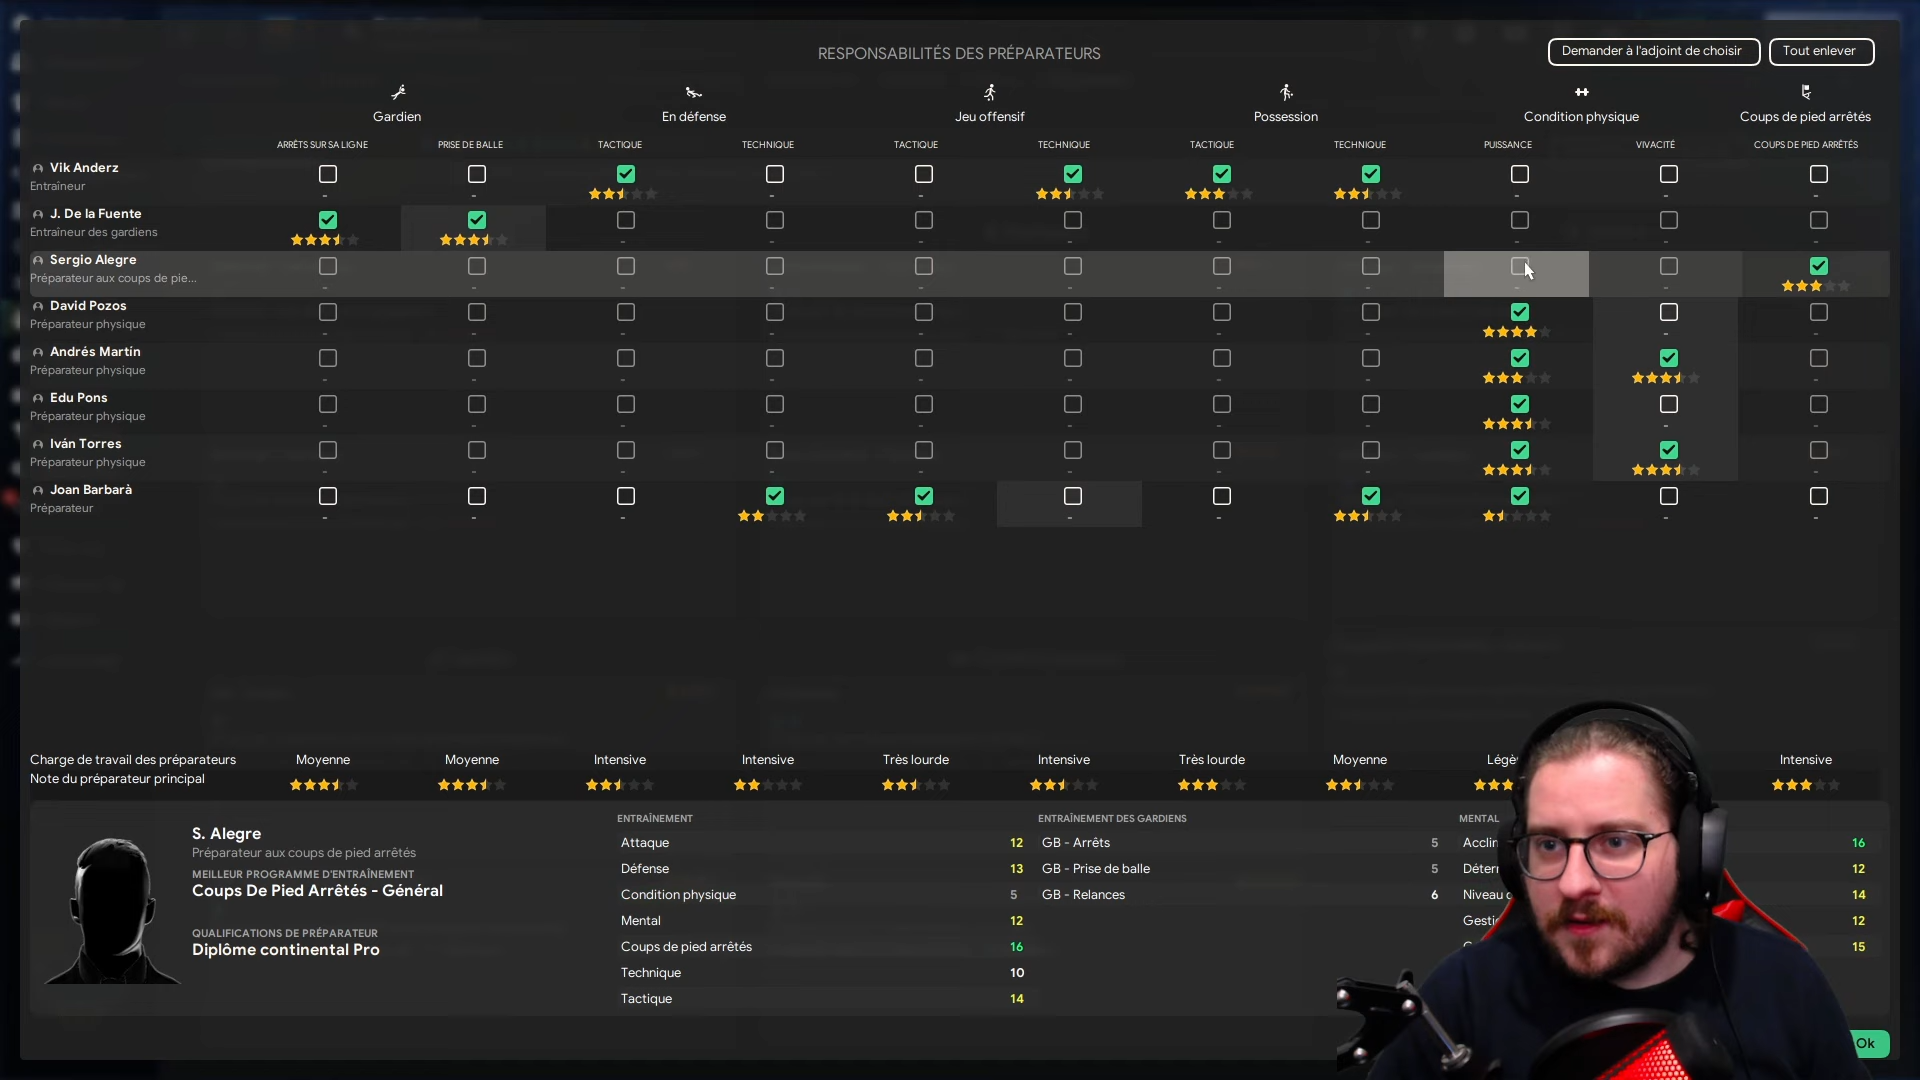 RESPONSABILITÉS DES PRÉPARATEURS
Demander à l'adjoint de choisir
Tout enlever
Gardien
En défense
Jeu offensif
Possession
Condition physique
Coups de pied arrêtés
ARRÊTS SUR SA LIGNE
PRISE DE BALLE
TACTIQUE
TECHNIQUE
TACTIQUE
TECHNIQUE
TACTIQUE
TECHNIQUE
PUISSANCE
VIVACITÉ
COUPS DE PIED ARRÊTÉS
Vik Anderz
Entraîneur
J. De la Fuente
Entraîneur des gardiens
Sergio Alegre
Préparateur aux coups de pie...
David Pozos
Préparateur physique
Andrés Martín
Préparateur physique
Edu Pons
Préparateur physique
Iván Torres
Préparateur physique
Joan Barbarà
Préparateur
Charge de travail des préparateurs
Moyenne
Moyenne
Intensive
Intensive
Très lourde
Intensive
Très lourde
Moyenne
Intensive
Note du préparateur principal
S. Alegre
Préparateur aux coups de pied arrêtés
MEILLEUR PROGRAMME D'ENTRAÎNEMENT
Coups De Pied Arrêtés - Général
QUALIFICATIONS DE PRÉPARATEUR
Diplôme continental Pro
ENTRAÎNEMENT
Attaque 12
Défense 13
Condition physique 5
Mental 12
Coups de pied arrêtés 16
Technique 10
Tactique 14
ENTRAÎNEMENT DES GARDIENS
GB - Arrêts 5
GB - Prise de balle 5
GB - Relances 6
MENTAL
16
12
Niveau 14
12
15
Ok